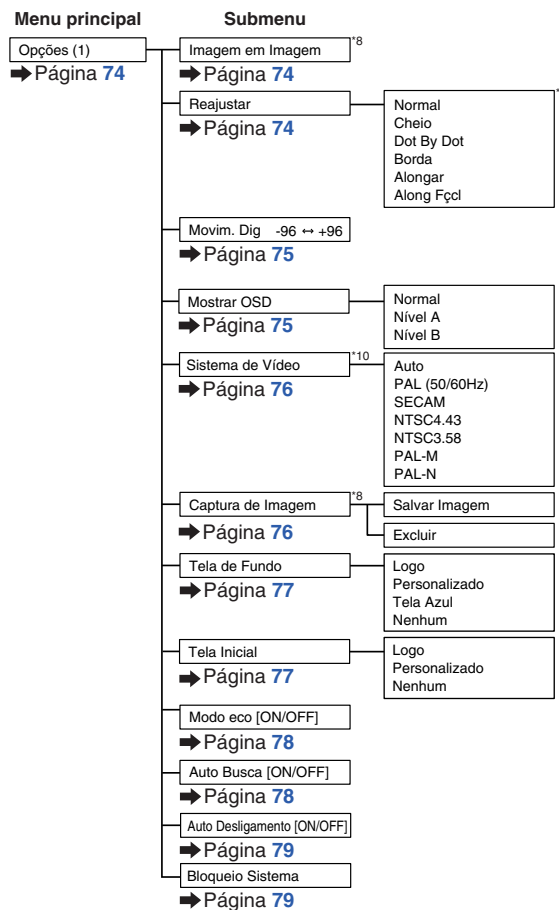 Menu principal
Submenu
Opções (1)
➡ Página 74
Imagem em Imagem *8
➡ Página 74
Reajustar
➡ Página 74
Normal
Cheio
Dot By Dot
Borda
Alongar
Along Fçcl
*
Movim. Dig -96 ↔ +96
➡ Página 75
Mostrar OSD
➡ Página 75
Normal
Nível A
Nível B
Sistema de Vídeo *10
➡ Página 76
Auto
PAL (50/60Hz)
SECAM
NTSC4.43
NTSC3.58
PAL-M
PAL-N
Captura de Imagem *8
➡ Página 76
Salvar Imagem
Excluir
Tela de Fundo
➡ Página 77
Logo
Personalizado
Tela Azul
Nenhum
Tela Inicial
➡ Página 77
Logo
Personalizado
Nenhum
Modo eco [ON/OFF]
➡ Página 78
Auto Busca [ON/OFF]
➡ Página 78
Auto Desligamento [ON/OFF]
➡ Página 79
Bloqueio Sistema
➡ Página 79